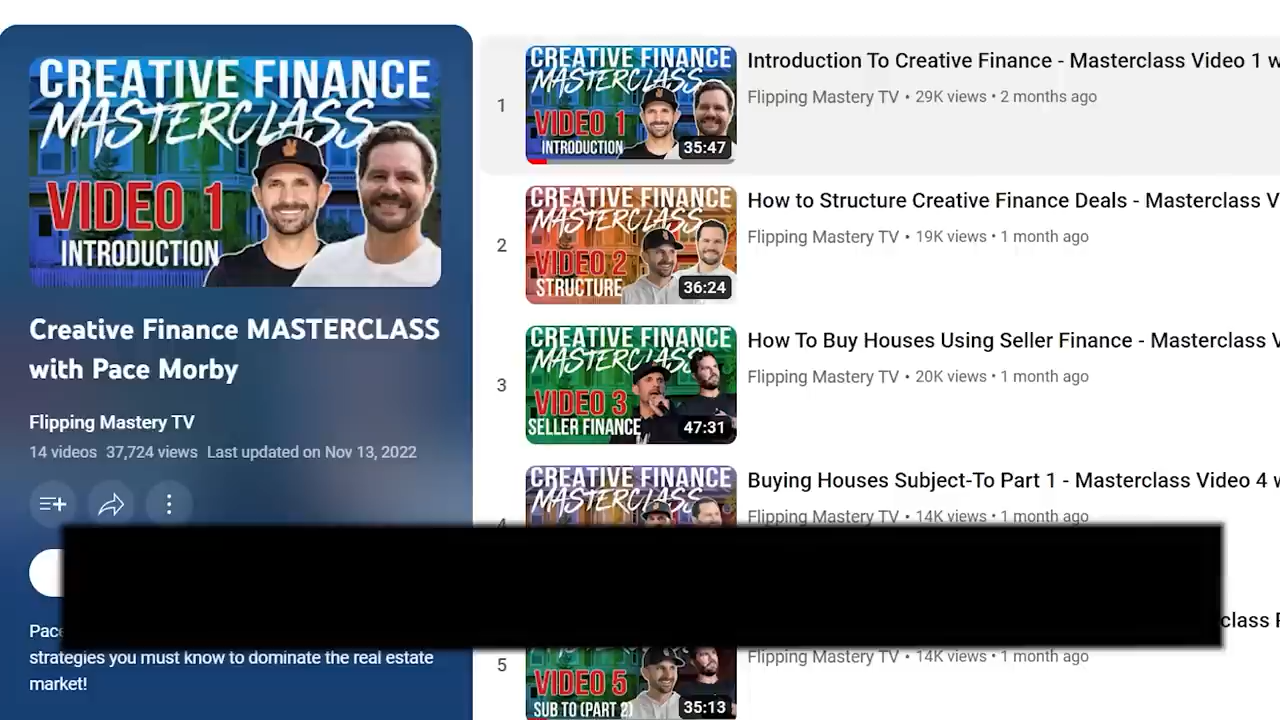 CREATIVE FINANCE
MASTERCLASS
VIDEO 1
INTRODUCTION
Creative Finance MASTERCLASS
with Pace Morby
Flipping Mastery TV
14 videos 37,724 views Last updated on Nov 13, 2022
Pace
strategies you must know to dominate the real estate
market!
1
CREATIVE FINANCE
MASTERCLASS
VIDEO 1
INTRODUCTION
35:47
Introduction To Creative Finance - Masterclass Video 1 w
Flipping Mastery TV • 29K views • 2 months ago
2
CREATIVE FINANCE
MASTERCLASS
VIDEO 2
STRUCTURE
36:24
How to Structure Creative Finance Deals - Masterclass V
Flipping Mastery TV • 19K views • 1 month ago
3
CREATIVE FINANCE
MASTERCLASS
VIDEO 3
SELLER FINANCE
47:31
How To Buy Houses Using Seller Finance - Masterclass V
Flipping Mastery TV • 20K views • 1 month ago
4
CREATIVE FINANCE
MASTERCLASS
Buying Houses Subject-To Part 1 - Masterclass Video 4 w
Flipping Mastery TV • 14K views • 1 month ago
class P
5
VIDEO 5
SUB TO (PART 2)
35:13
Flipping Mastery TV • 14K views • 1 month ago